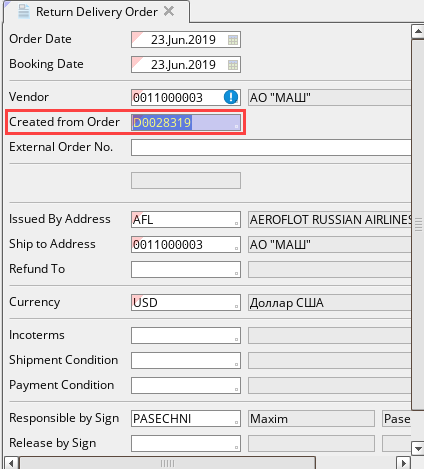 Return Delivery Order
Order Date 23.Jun.2019
Booking Date 23.Jun.2019
Vendor 0011000003 АО "МАШ"
Created from Order D0028319
External Order No.
Issued By Address AFL AEROFLOT RUSSIAN AIRLINES
Ship to Address 0011000003 АО "МАШ"
Refund To
Currency USD Доллар США
Incoterms
Shipment Condition
Payment Condition
Responsible by Sign PASECHNI Maxim Pase
Release by Sign